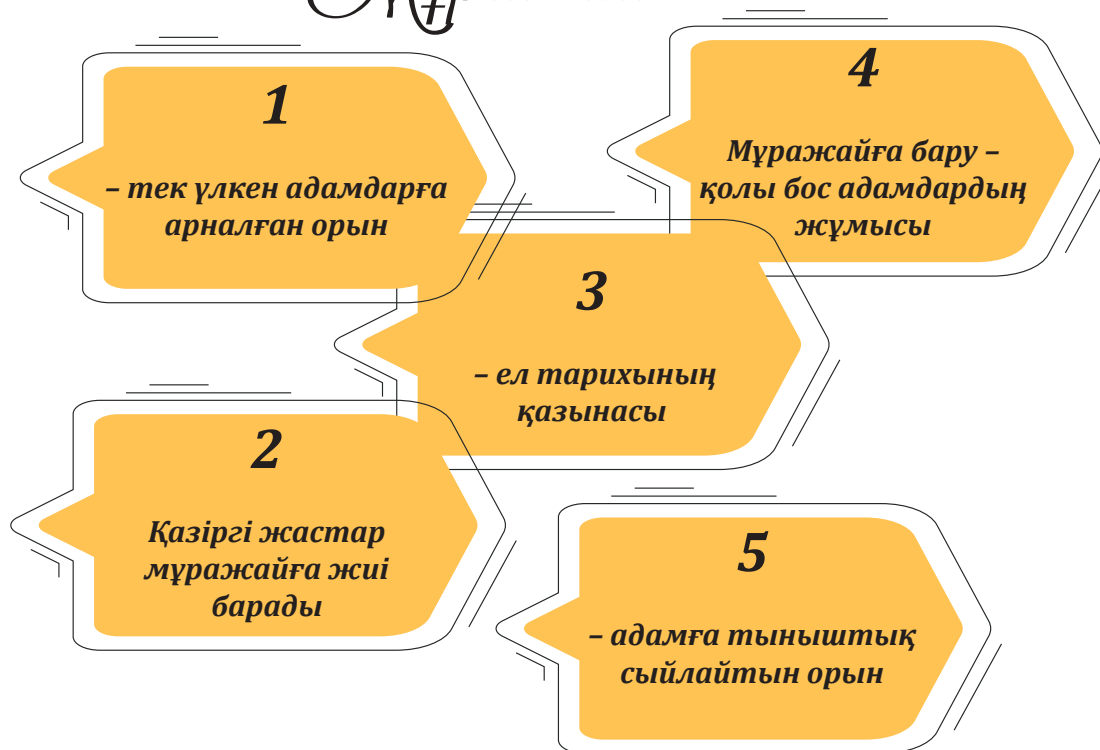 1
– тек үлкен адамдарға
арналған орын
4
Мұражайға бару –
қолы бос адамдардың
жұмысы
3
– ел тарихының
қазынасы
2
Қазіргі жастар
мұражайға жиі
барады
5
– адамға тыныштық
сыйлайтын орын